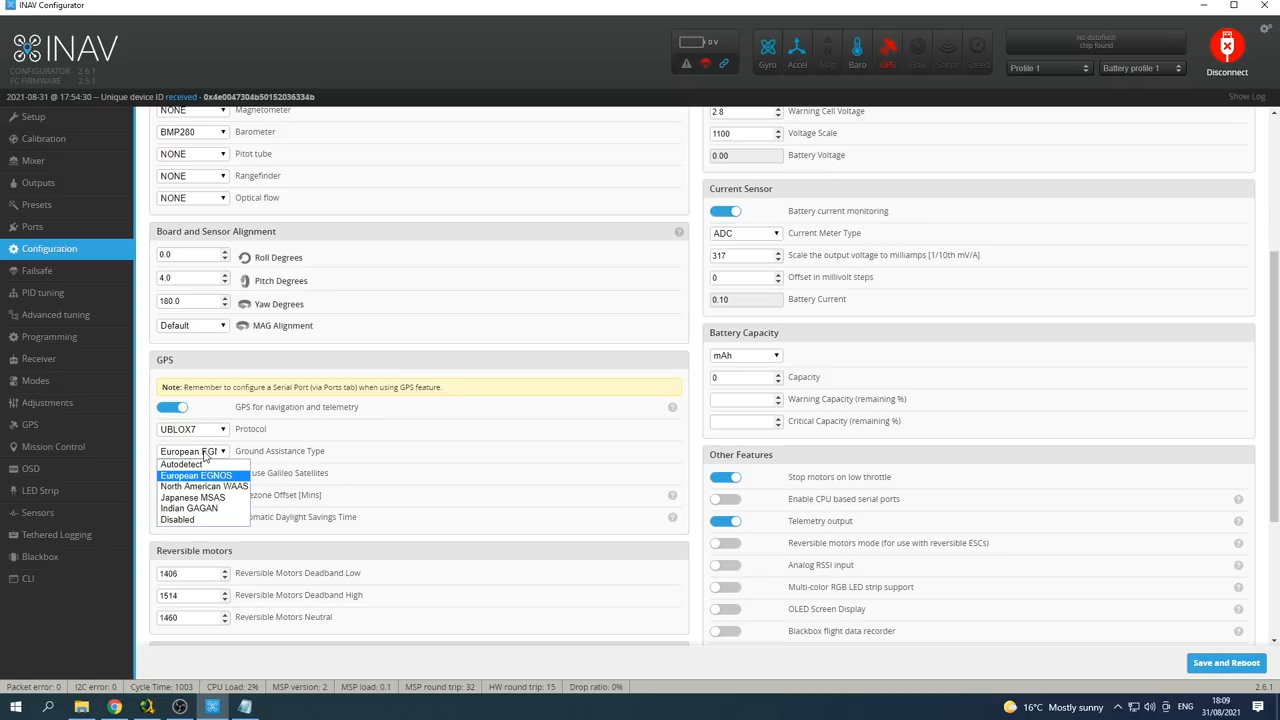 INAV Configurator
INAV
CONFIGURATOR 2.6.1
FC FIRMWARE 2.5.1
0 V
Gyro
Accel
Mag
Baro
GPS
Flow
Sonar
Speed
No dataflash
chip found
Profile 1
Battery profile 1
Disconnect
2021-08-31 @ 17:54:30 -- Unique device ID received - 0x4e0047304b50152036334b
Show Log
Setup
Calibration
Mixer
Outputs
Presets
Ports
Configuration
Failsafe
PID tuning
Advanced tuning
Programming
Receiver
Modes
Adjustments
GPS
Mission Control
OSD
LED Strip
Sensors
Tethered Logging
Blackbox
CLI
NONE Magnetometer
BMP280 Barometer
NONE Pitot tube
NONE Rangefinder
NONE Optical flow
Board and Sensor Alignment
0.0 Roll Degrees
4.0 Pitch Degrees
180.0 Yaw Degrees
Default MAG Alignment
GPS
Note: Remember to configure a Serial Port (via Ports tab) when using GPS feature.
GPS for navigation and telemetry
UBLOX7 Protocol
European EGN Ground Assistance Type
Autodetect
European EGNOS
North American WAAS
Japanese MSAS
Indian GAGAN
Disabled
use Galileo Satellites
ezone Offset [Mins]
omatic Daylight Savings Time
Reversible motors
1406 Reversible Motors Deadband Low
1514 Reversible Motors Deadband High
1460 Reversible Motors Neutral
2.8 Warning Cell Voltage
1100 Voltage Scale
0.00 Battery Voltage
Current Sensor
Battery current monitoring
ADC Current Meter Type
317 Scale the output voltage to milliamps [1/10th mV/A]
0 Offset in millivolt steps
0.10 Battery Current
Battery Capacity
mAh
0 Capacity
Warning Capacity (remaining %)
Critical Capacity (remaining %)
Other Features
Stop motors on low throttle
Enable CPU based serial ports
Telemetry output
Reversible motors mode (for use with reversible ESCs)
Analog RSSI input
Multi-color RGB LED strip support
OLED Screen Display
Blackbox flight data recorder
Save and Reboot
Packet error: 0 I2C error: 0 Cycle Time: 1003 CPU Load: 2% MSP version: 2 MSP load: 0.1 MSP round trip: 32 HW round trip: 15 Drop ratio: 0% 2.6.1
16°C Mostly sunny ENG 18:09
31/08/2021